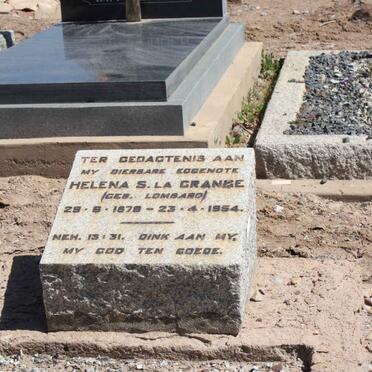 TER GEDAGTENIS AAN
MY DIERBARE EGGENOTE
HELENA S. LA GRANGE
(GEB. LOMBARD)
29-6-1878 - 23-4-1954.
NEH. 13:31. DINK AAN MY,
MY GOD TEN GOEDE.